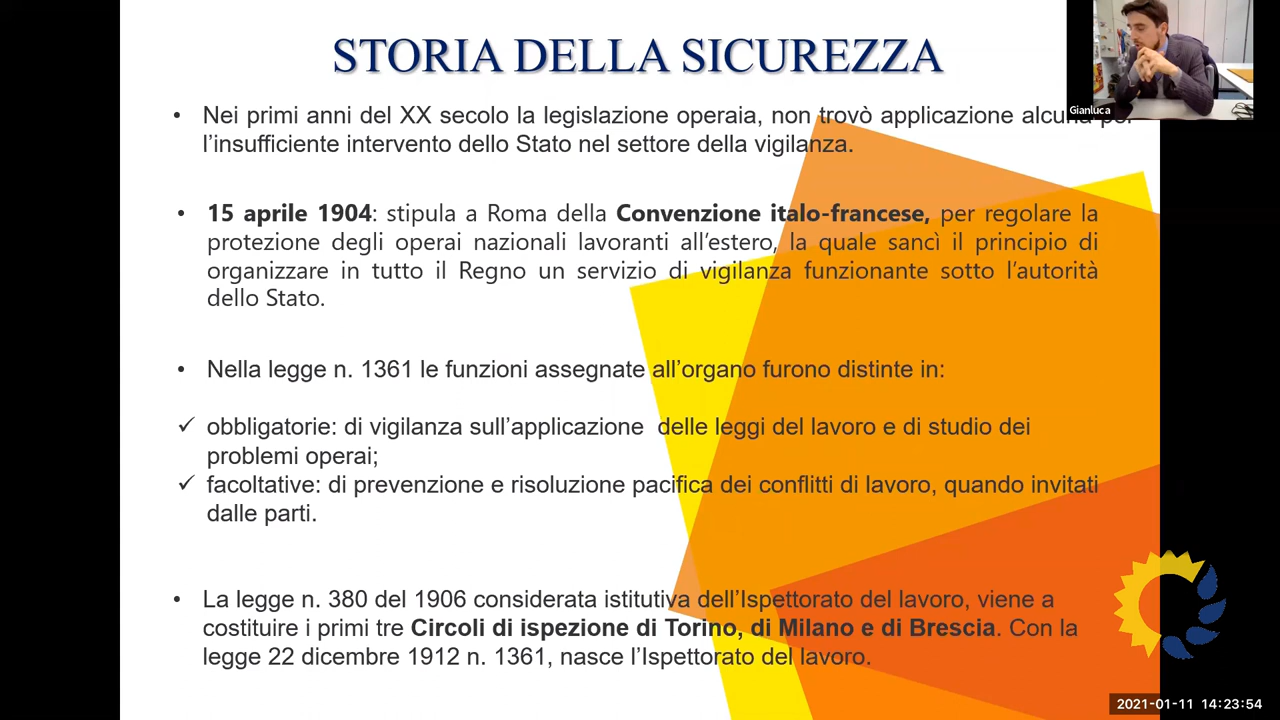 STORIA DELLA SICUREZZA
Gianluca
• Nei primi anni del XX secolo la legislazione operaia, non trovò applicazione alcuna per
l’insufficiente intervento dello Stato nel settore della vigilanza.
• 15 aprile 1904: stipula a Roma della Convenzione italo-francese, per regolare la
protezione degli operai nazionali lavoranti all’estero, la quale sancì il principio di
organizzare in tutto il Regno un servizio di vigilanza funzionante sotto l’autorità
dello Stato.
• Nella legge n. 1361 le funzioni assegnate all’organo furono distinte in:
✓ obbligatorie: di vigilanza sull’applicazione  delle leggi del lavoro e di studio dei
problemi operai;
✓ facoltative: di prevenzione e risoluzione pacifica dei conflitti di lavoro, quando invitati
dalle parti.
• La legge n. 380 del 1906 considerata istitutiva dell’Ispettorato del lavoro, viene a
costituire i primi tre Circoli di ispezione di Torino, di Milano e di Brescia. Con la
legge 22 dicembre 1912 n. 1361, nasce l’Ispettorato del lavoro.
2021-01-11 14:23:54